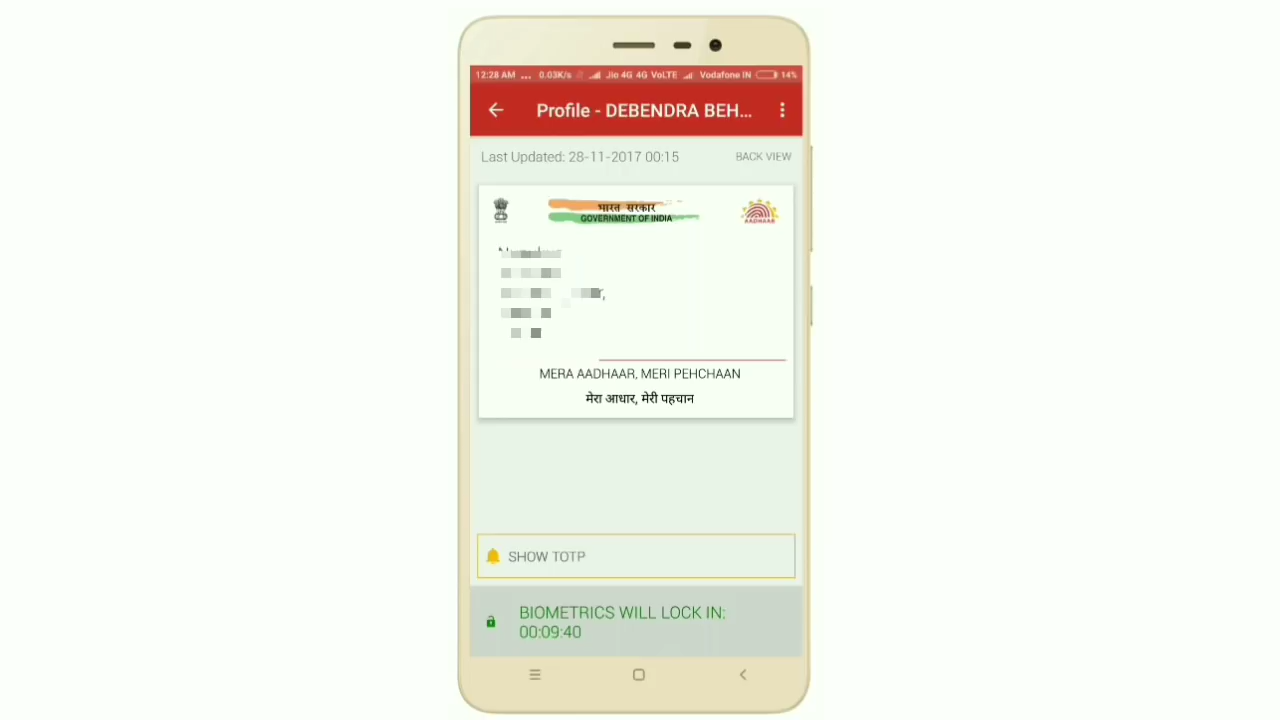 12:28 AM ... 0.03K/s Jio 4G 4G VoLTE Vodafone IN 14%
Profile - DEBENDRA BEH...
Last Updated: 28-11-2017 00:15 BACK VIEW
भारत सरकार
GOVERNMENT OF INDIA
AADHAAR
MERA AADHAAR, MERI PEHCHAAN
मेरा आधार, मेरी पहचान
SHOW TOTP
BIOMETRICS WILL LOCK IN:
00:09:40